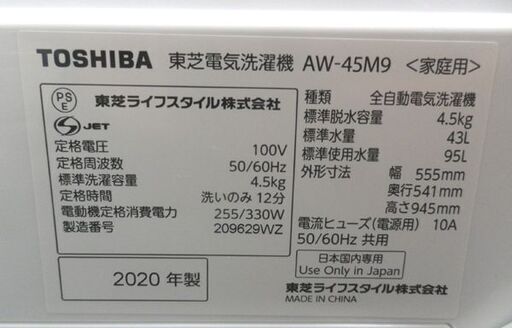 TOSHIBA 東芝電気洗濯機 AW-45M9 <家庭用>
PS
E
東芝ライフスタイル株式会社
S JET
定格電圧 100V
定格周波数 50/60Hz
標準洗濯容量 4.5kg
定格時間 洗いのみ 12分
電動機定格消費電力 255/330W
製造番号 209629WZ
2020 年製
種類 全自動電気洗濯機
標準脱水容量 4.5kg
標準水量 43L
標準使用水量 95L
外形寸法 幅 555mm
奥行541mm
高さ945mm
電流ヒューズ(電源用) 10A
50/60Hz 共用
日本国内専用
Use Only in Japan
東芝ライフスタイル株式会社
MADE IN CHINA